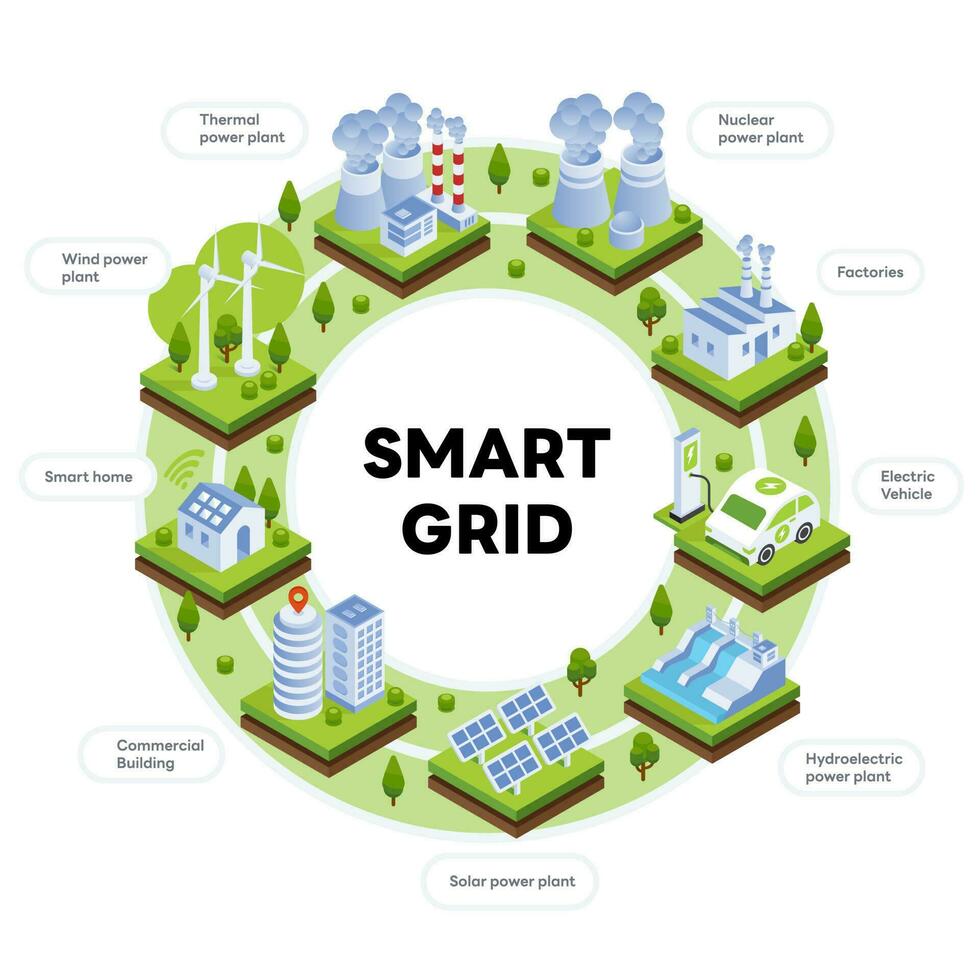 Thermal
power plant
Nuclear
power plant
Wind power
plant
Factories
SMART
GRID
Smart home
Electric
Vehicle
Commercial
Building
Hydroelectric
power plant
Solar power plant